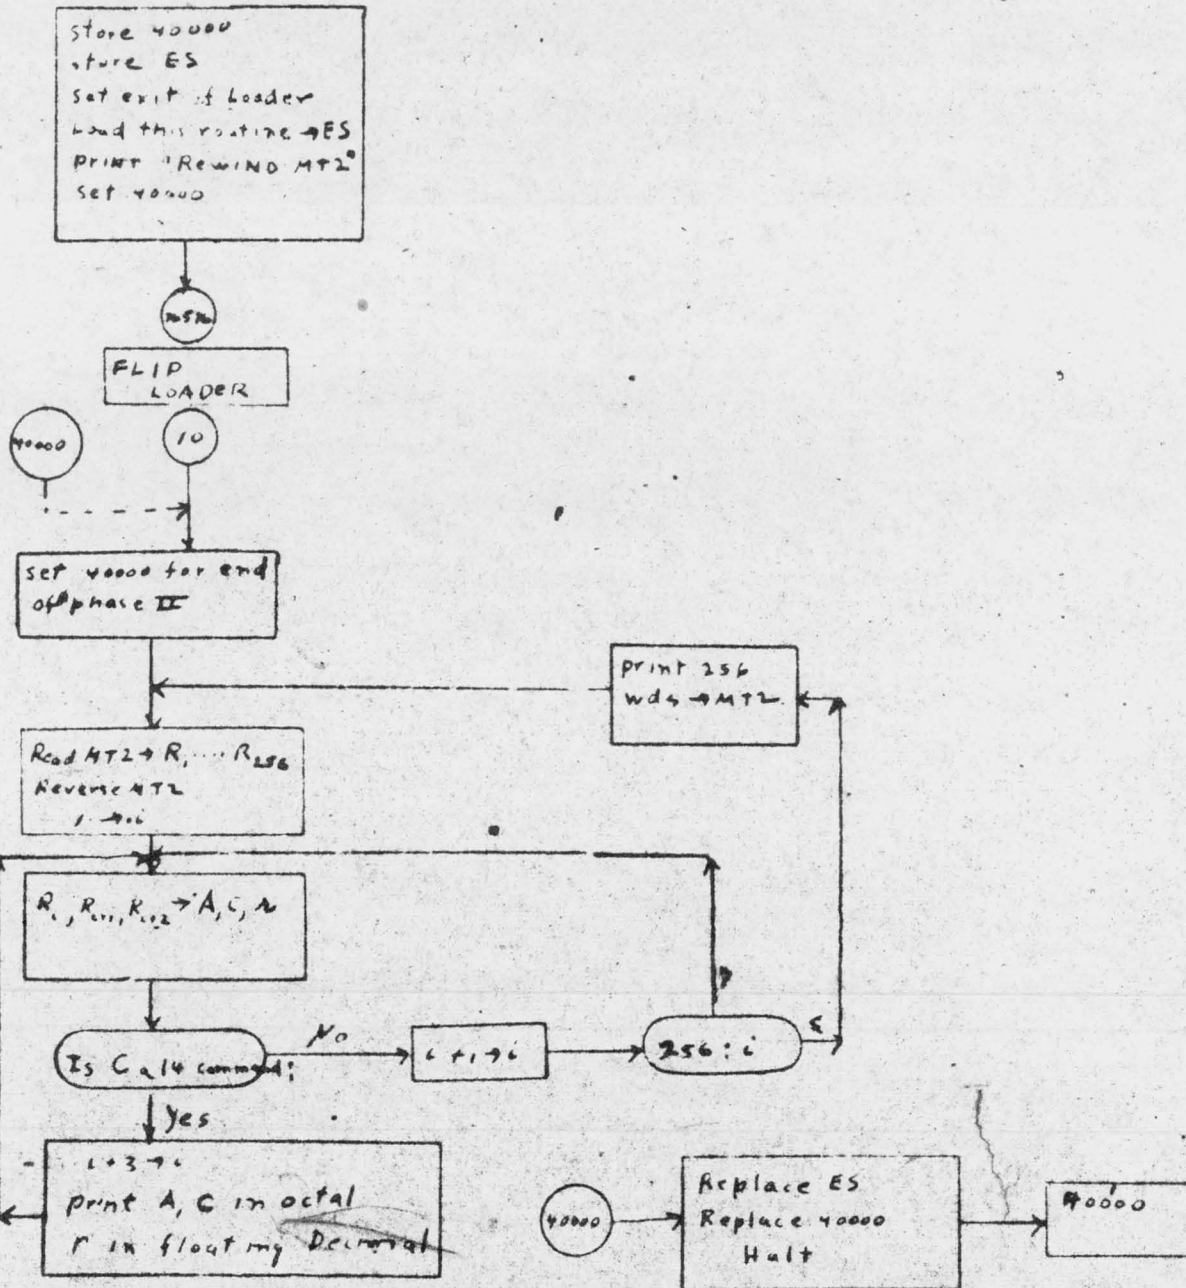 store 40000
store ES
set exit of Loader
Load this routine → ES
print "REWIND MT2"
set 40000
FLIP
LOADER
40000
10
set 40000 for end
of phase II
print 256
wds → MT2
Read MT2 → R, .... R256
Reverse MT2
1 → i
Ri, Ri+1, Ri+2 → A, C, r
Is C a 14 command:
No
i + 1 → i
256 : i
≤
>
Yes
i + 3 → i
print A, C in octal
r in floating Decimal
40000
Replace ES
Replace 40000
Halt
40000